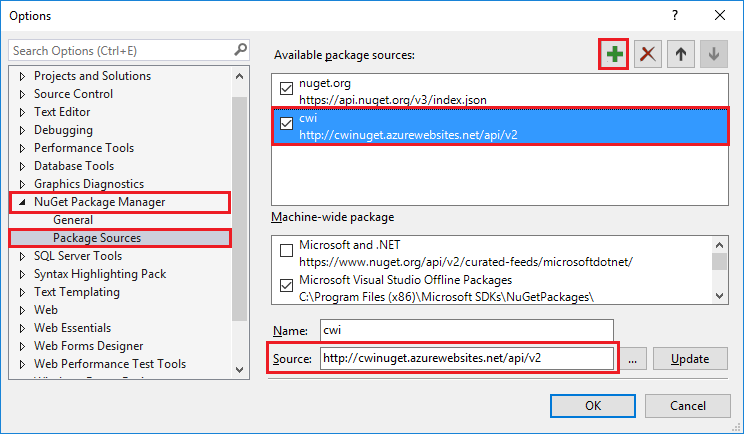 Options
Search Options (Ctrl+E)
Projects and Solutions
Source Control
Text Editor
Debugging
Performance Tools
Database Tools
Graphics Diagnostics
NuGet Package Manager
General
Package Sources
SQL Server Tools
Syntax Highlighting Pack
Text Templating
Web
Web Essentials
Web Forms Designer
Web Performance Test Tools
Available package sources:
nuget.org
https://api.nuget.org/v3/index.json
cwi
http://cwinuget.azurewebsites.net/api/v2
Machine-wide package
Microsoft and .NET
https://www.nuget.org/api/v2/curated-feeds/microsoftdotnet/
Microsoft Visual Studio Offline Packages
C:\Program Files (x86)\Microsoft SDKs\NuGetPackages\
Name: cwi
Source: http://cwinuget.azurewebsites.net/api/v2
... Update
OK Cancel